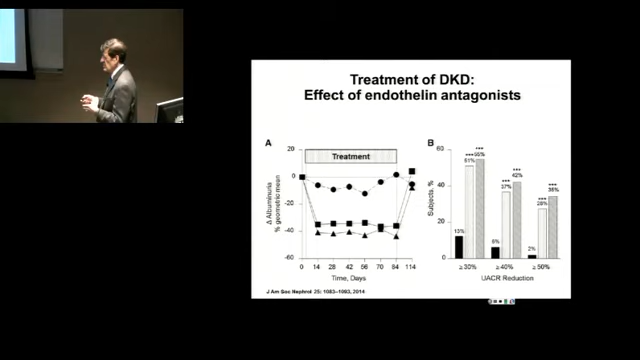 Treatment of DKD:
Effect of endothelin antagonists
A
Treatment
Δ Albuminuria
% geometric mean
20
0
-20
-40
-60
0 14 28 42 56 70 84 114
Time, Days
B
Subjects, %
60
40
20
0
*** ***
51% 55%
13%
*** ***
37% 42%
6%
*** ***
28% 35%
2%
≥30% ≥40% ≥50%
UACR Reduction
J Am Soc Nephrol 25: 1083–1093, 2014